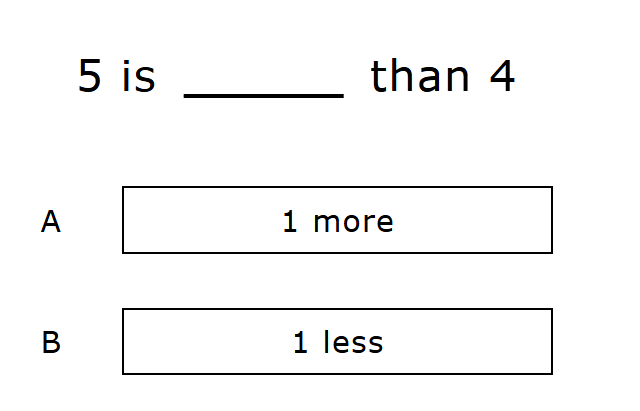 5 is ______ than 4
A 1 more
B 1 less